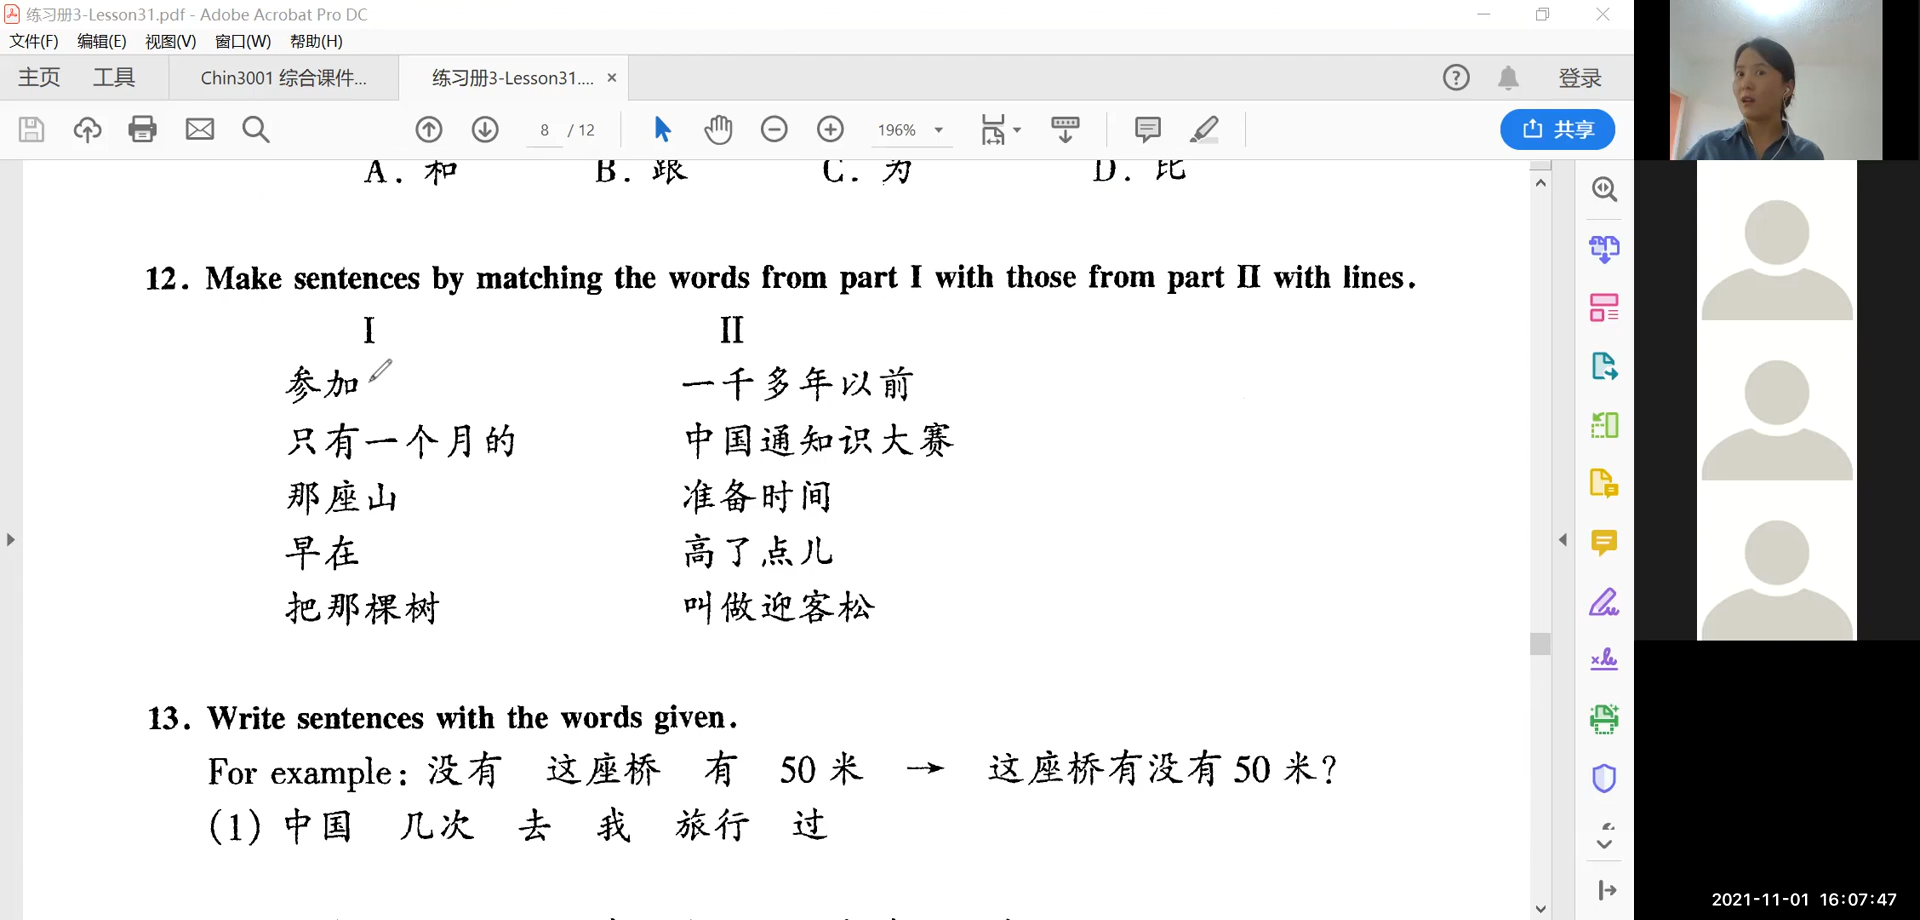 练习册3-Lesson31.pdf - Adobe Acrobat Pro DC
文件(F) 编辑(E) 视图(V) 窗口(W) 帮助(H)
主页 工具 Chin3001 综合课件... 练习册3-Lesson31.... × 登录
8 / 12 196% 共享
A. 和 B. 跟 C. 为 D. 比
12. Make sentences by matching the words from part I with those from part II with lines.
I II
参加 一千多年以前
只有一个月的 中国通知识大赛
那座山 准备时间
早在 高了点儿
把那棵树 叫做迎客松
13. Write sentences with the words given.
For example: 没有 这座桥 有 50 米 → 这座桥有没有 50 米?
(1) 中国 几次 去 我 旅行 过
2021-11-01 16:07:47